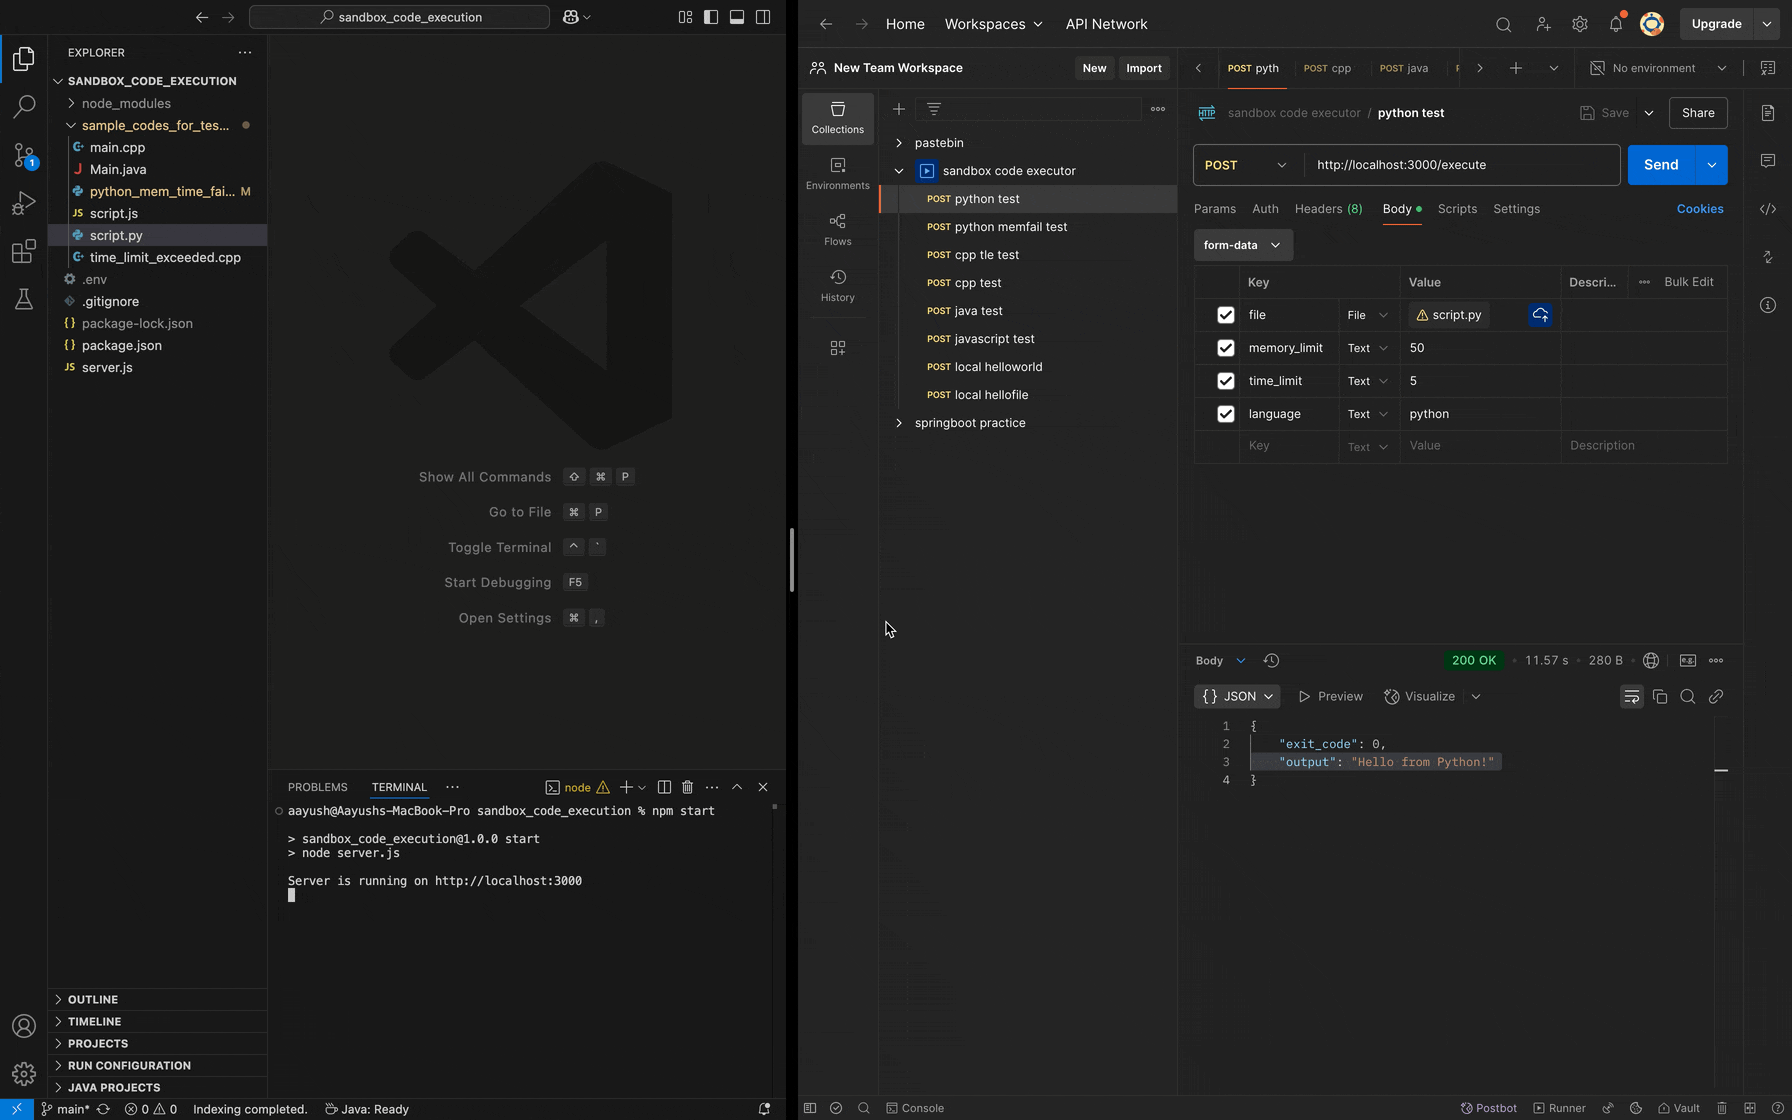 sandbox_code_execution
EXPLORER
SANDBOX_CODE_EXECUTION
node_modules
sample_codes_for_tes...
main.cpp
Main.java
python_mem_time_fai... M
script.js
script.py
time_limit_exceeded.cpp
.env
.gitignore
package-lock.json
package.json
server.js
1
OUTLINE
TIMELINE
PROJECTS
RUN CONFIGURATION
JAVA PROJECTS
Show All Commands ⇧ ⌘ P
Go to File ⌘ P
Toggle Terminal ^ `
Start Debugging F5
Open Settings ⌘ ,
PROBLEMS TERMINAL ... node
aayush@Aayushs-MacBook-Pro sandbox_code_execution % npm start
> sandbox_code_execution@1.0.0 start
> node server.js
Server is running on http://localhost:3000
main* 0 0 Indexing completed. Java: Ready
Home Workspaces API Network Upgrade
New Team Workspace New Import
POST pyth POST cpp POST java No environment
Collections
Environments
Flows
History
pastebin
sandbox code executor
POST python test
POST python memfail test
POST cpp tle test
POST cpp test
POST java test
POST javascript test
POST local helloworld
POST local hellofile
springboot practice
HTTP sandbox code executor / python test Save Share
POST http://localhost:3000/execute Send
Params Auth Headers (8) Body Scripts Settings Cookies
form-data
Key Value Descri... Bulk Edit
file File script.py
memory_limit Text 50
time_limit Text 5
language Text python
Key Text Value Description
Body 200 OK • 11.57 s • 280 B e.g.
{} JSON Preview Visualize
1 {
2 "exit_code": 0,
3 "output": "Hello from Python!"
4 }
Console Postbot Runner Vault